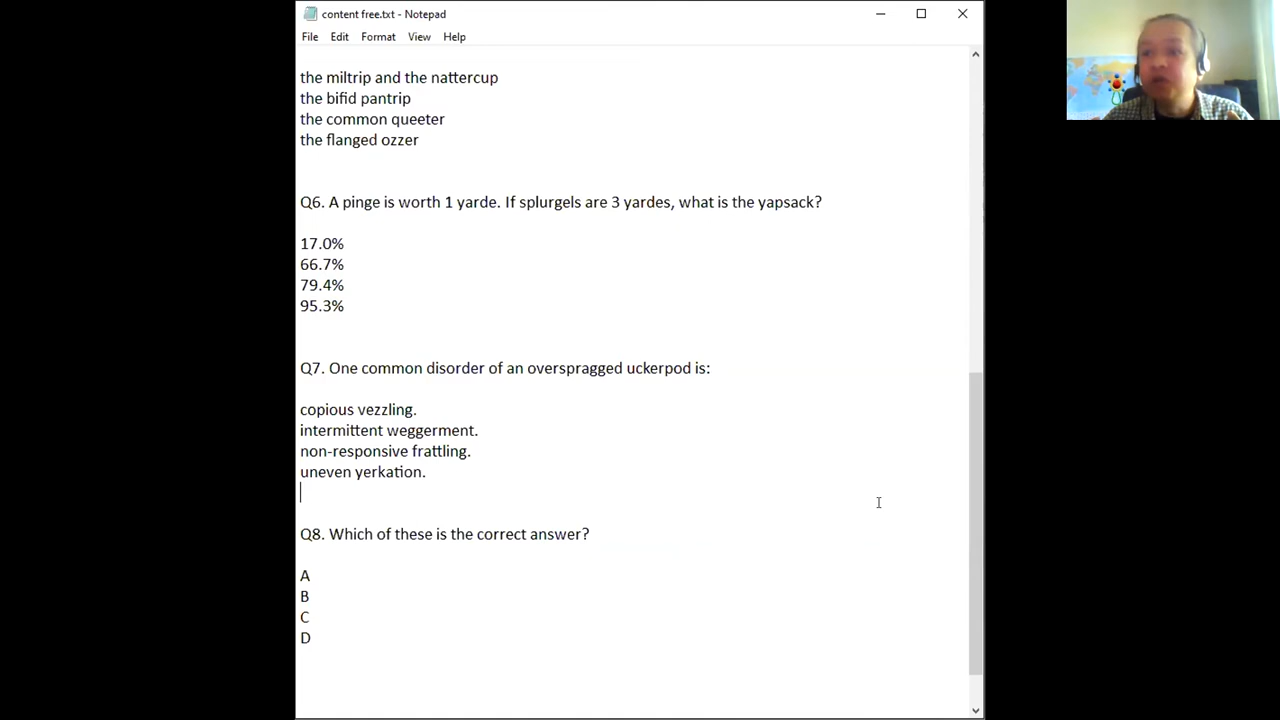 content free.txt - Notepad
File Edit Format View Help
the miltrip and the nattercup
the bifid pantrip
the common queeter
the flanged ozzer
Q6. A pinge is worth 1 yarde. If splurgels are 3 yardes, what is the yapsack?
17.0%
66.7%
79.4%
95.3%
Q7. One common disorder of an overspragged uckerpod is:
copious vezzling.
intermittent weggerment.
non-responsive frattling.
uneven yerkation.
Q8. Which of these is the correct answer?
A
B
C
D